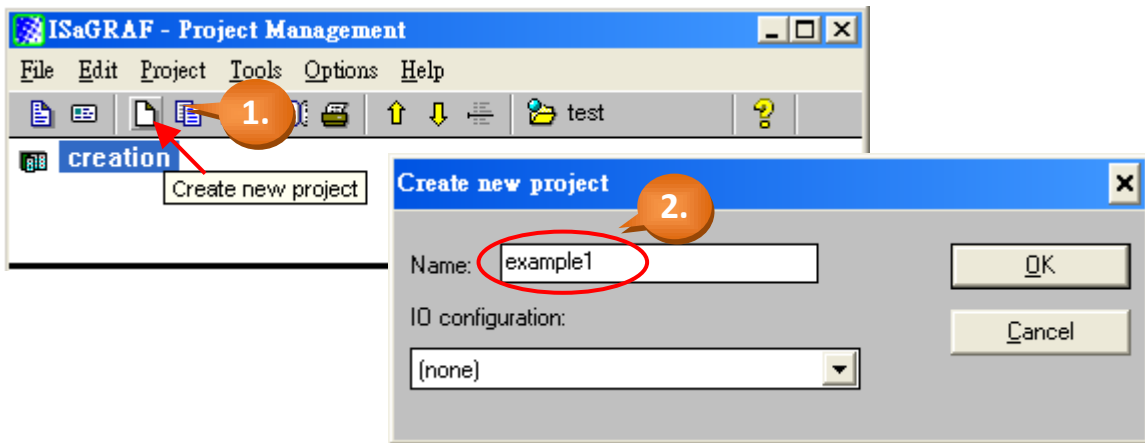 ISaGRAF - Project Management
File Edit Project Tools Options Help
1.
test
creation
Create new project
Create new project
2.
Name: example1
OK
IO configuration:
Cancel
(none)